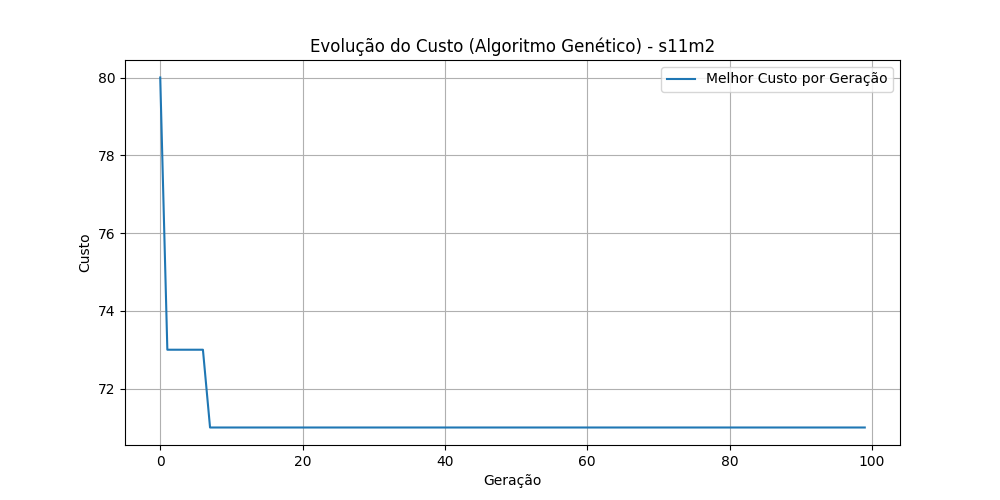 Evolução do Custo (Algoritmo Genético) - s11m2
Melhor Custo por Geração
80
78
76
74
72
Custo
0 20 40 60 80 100
Geração